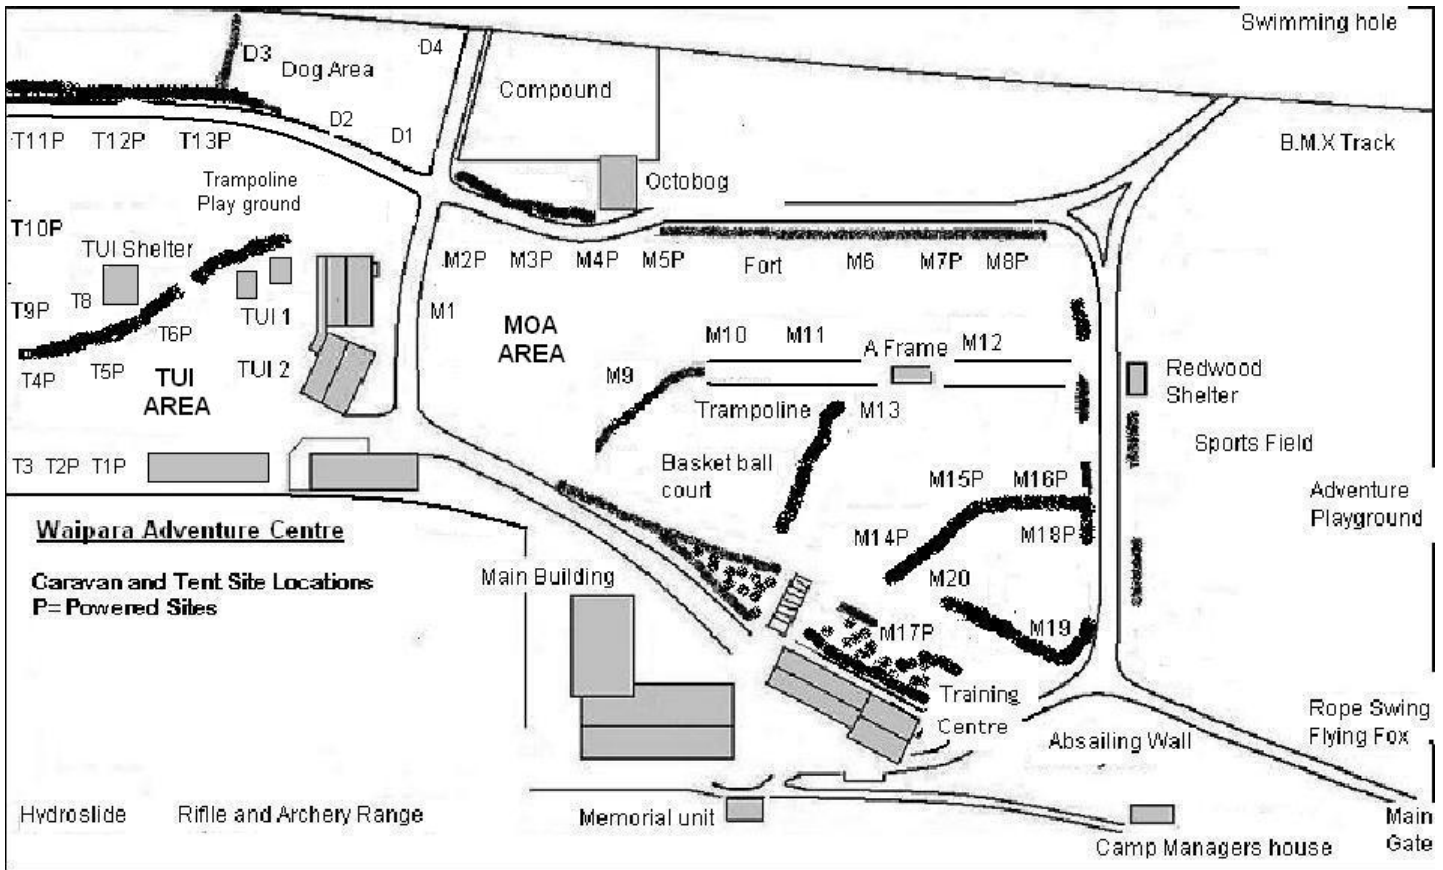 Swimming hole
D3
D4
Dog Area
Compound
D2
D1
T11P T12P T13P
B.M.X Track
Trampoline
Play ground
Octobog
T10P
TUI Shelter
M2P M3P M4P M5P Fort M6 M7P M8P
T8
T9P
TUI 1
M1
MOA
AREA
T6P
M10 M11
A Frame M12
T4P
T5P
TUI
AREA
TUI 2
M9
Redwood
Shelter
Trampoline
M13
Sports Field
T3 T2P T1P
Basket ball
court
M15P M16P
Adventure
Playground
Waipara Adventure Centre
M14P
M18P
Caravan and Tent Site Locations
P= Powered Sites
Main Building
M20
M17P
M19
Training
Centre
Rope Swing
Flying Fox
Absailing Wall
Hydroslide
Riflle and Archery Range
Memorial unit
Main
Gate
Camp Managers house